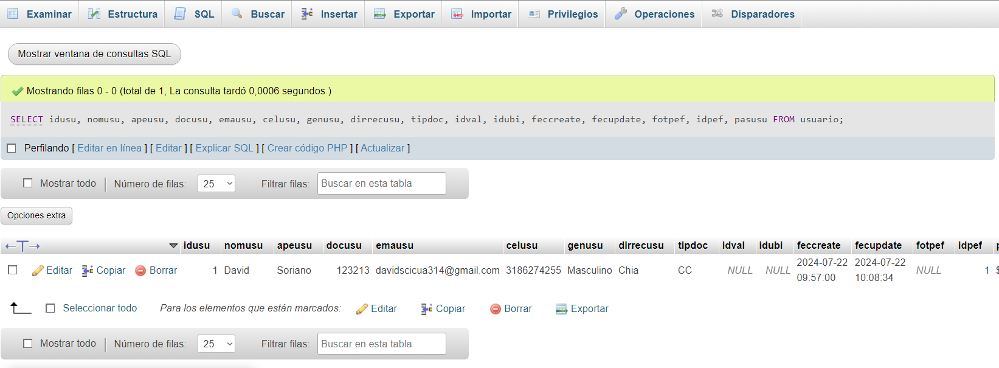 Examinar Estructura SQL Buscar Insertar Exportar Importar Privilegios Operaciones Disparadores
Mostrar ventana de consultas SQL
Mostrando filas 0 - 0 (total de 1, La consulta tardó 0,0006 segundos.)
SELECT idusu, nomusu, apeusu, docusu, emausu, celusu, genusu, dirrecusu, tipdoc, idval, idubi, feccreate, fecupdate, fotpef, idpef, pasusu FROM usuario;
Perfilando [ Editar en línea ] [ Editar ] [ Explicar SQL ] [ Crear código PHP ] [ Actualizar ]
Mostrar todo Número de filas: 25 Filtrar filas: Buscar en esta tabla
Opciones extra
idusu nomusu apeusu docusu emausu celusu genusu dirrecusu tipdoc idval idubi feccreate fecupdate fotpef idpef
Editar Copiar Borrar 1 David Soriano 123213 davidscicua314@gmail.com 3186274255 Masculino Chia CC NULL NULL 2024-07-22 09:57:00 2024-07-22 10:08:34 NULL 1
Seleccionar todo Para los elementos que están marcados: Editar Copiar Borrar Exportar
Mostrar todo Número de filas: 25 Filtrar filas: Buscar en esta tabla